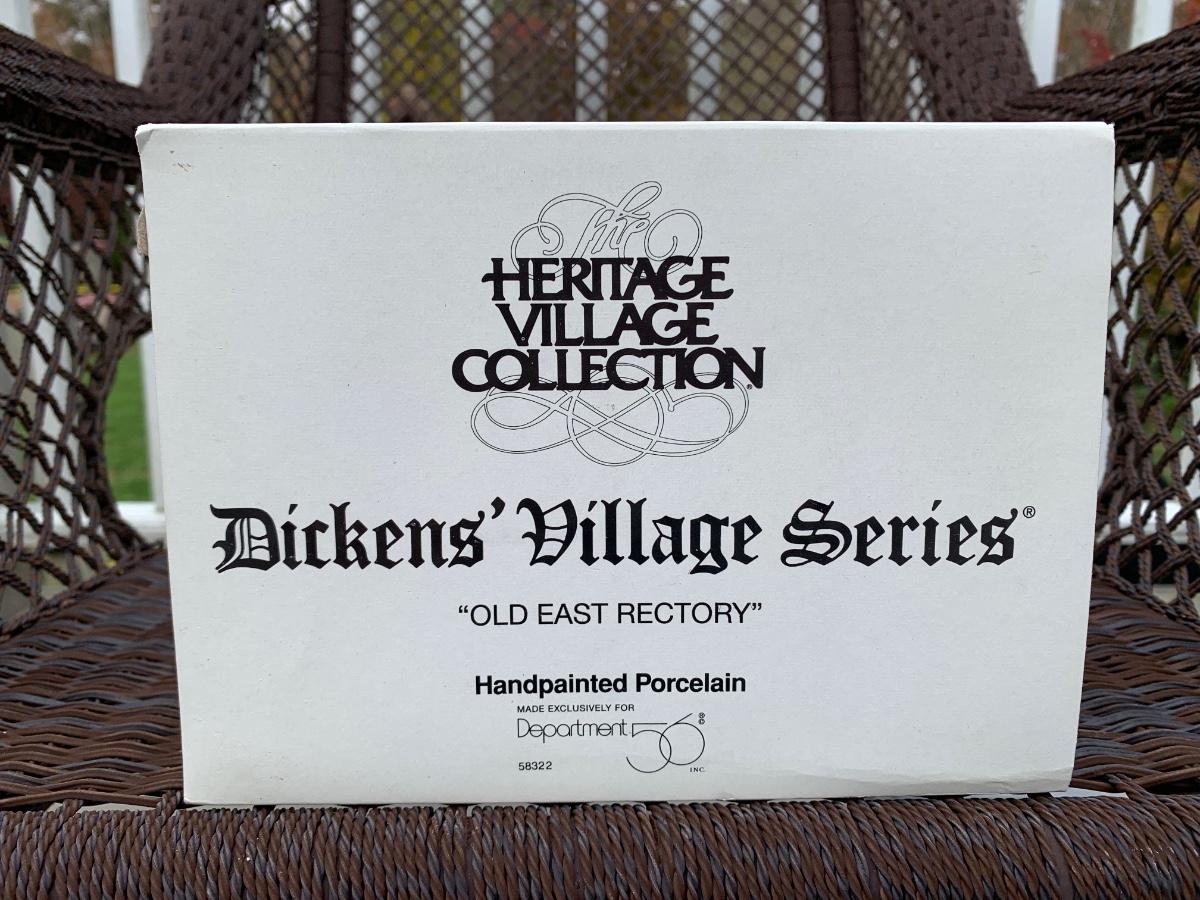 The
HERITAGE
VILLAGE
COLLECTION®
Dickens' Village Series®
“OLD EAST RECTORY”
Handpainted Porcelain
MADE EXCLUSIVELY FOR
Department 56 ®©
58322
INC.